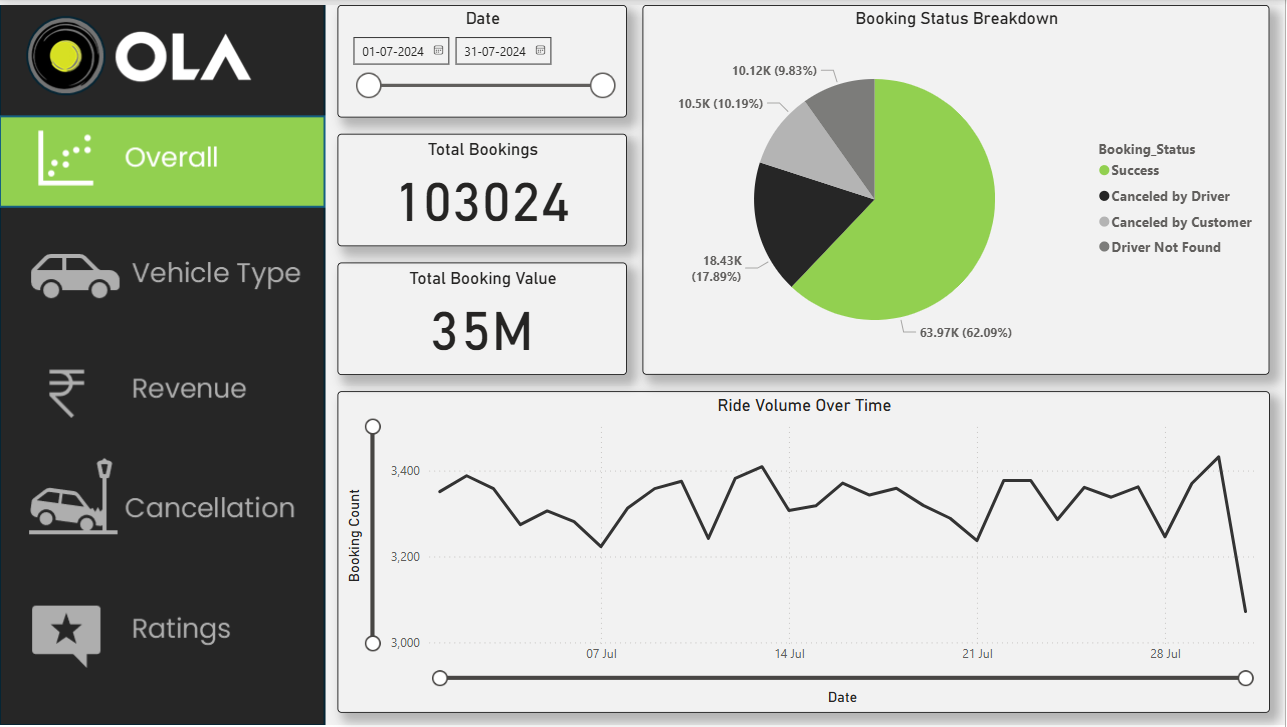 OLA
Overall
Vehicle Type
Revenue
Cancellation
Ratings
Date
01-07-2024 31-07-2024
Total Bookings
103024
Total Booking Value
35M
Booking Status Breakdown
10.12K (9.83%)
10.5K (10.19%)
18.43K
(17.89%)
63.97K (62.09%)
Booking_Status
Success
Canceled by Driver
Canceled by Customer
Driver Not Found
Ride Volume Over Time
Booking Count
3,400
3,200
3,000
07 Jul 14 Jul 21 Jul 28 Jul
Date